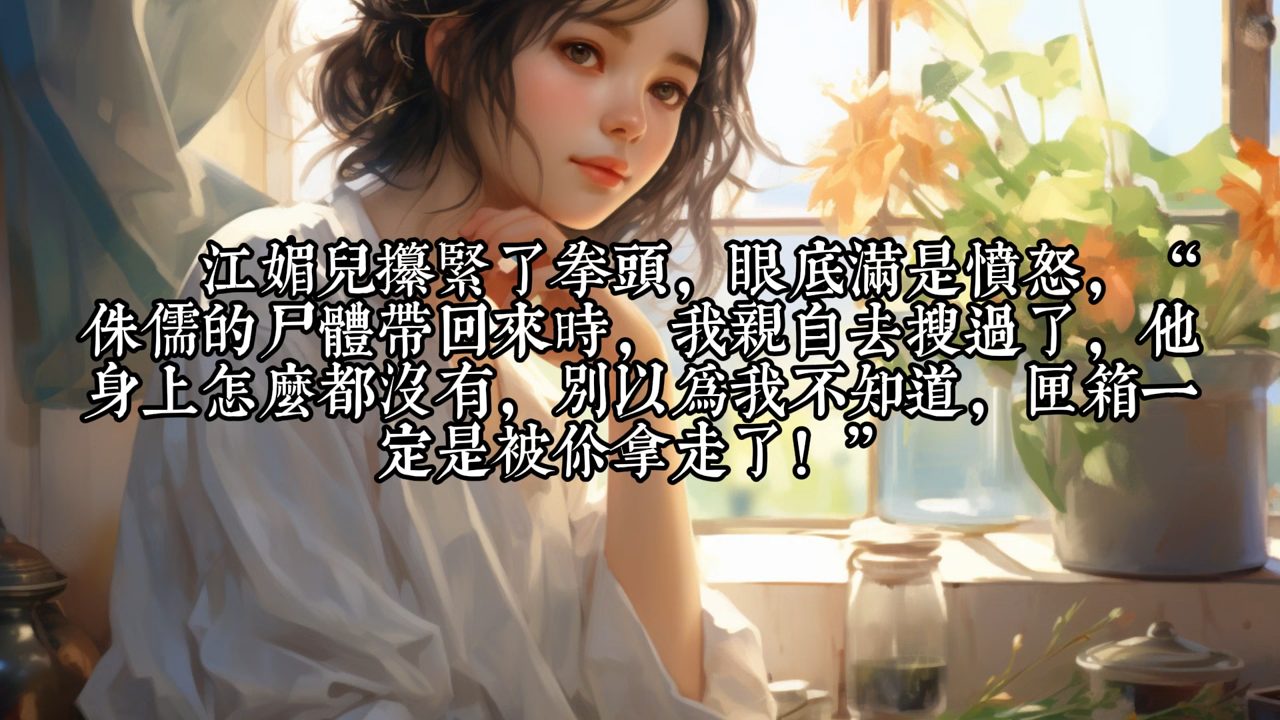 江媚兒攥緊了拳頭，眼底滿是憤怒，“
侏儒的尸體帶回來時，我親自去搜過了，他
身上怎麼都沒有，別以爲我不知道，匣箱一
定是被你拿走了！”